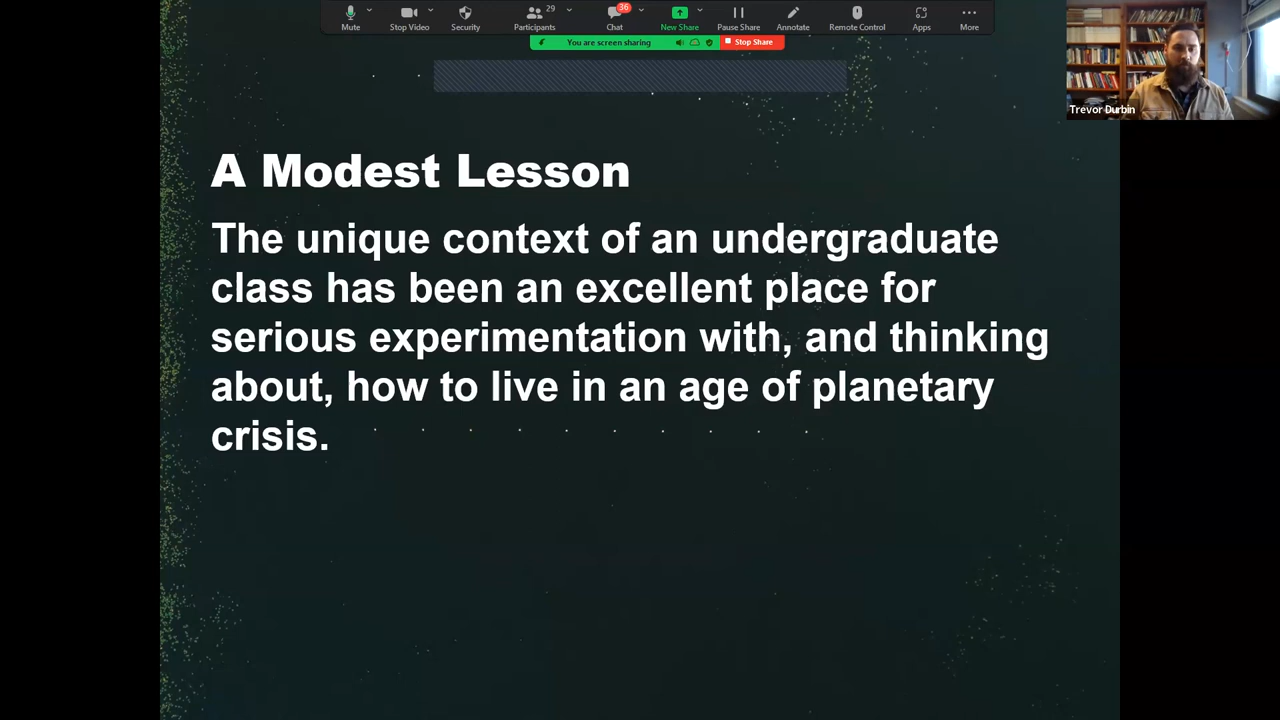 29
36
Mute
Stop Video
Security
Participants
Chat
New Share
Pause Share
Annotate
Remote Control
Apps
More
You are screen sharing
Stop Share
Trevor Durbin
A Modest Lesson
The unique context of an undergraduate
class has been an excellent place for
serious experimentation with, and thinking
about, how to live in an age of planetary
crisis.